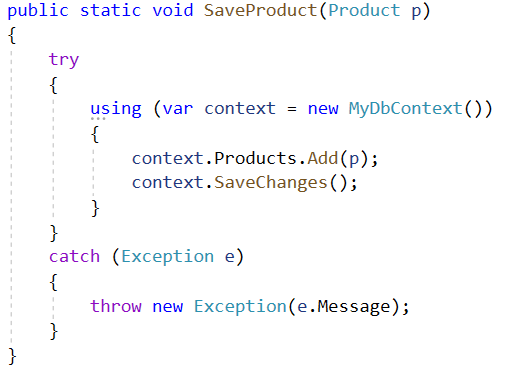 public static void SaveProduct(Product p)
{
try
{
using (var context = new MyDbContext())
{
context.Products.Add(p);
context.SaveChanges();
}
}
catch (Exception e)
{
throw new Exception(e.Message);
}
}